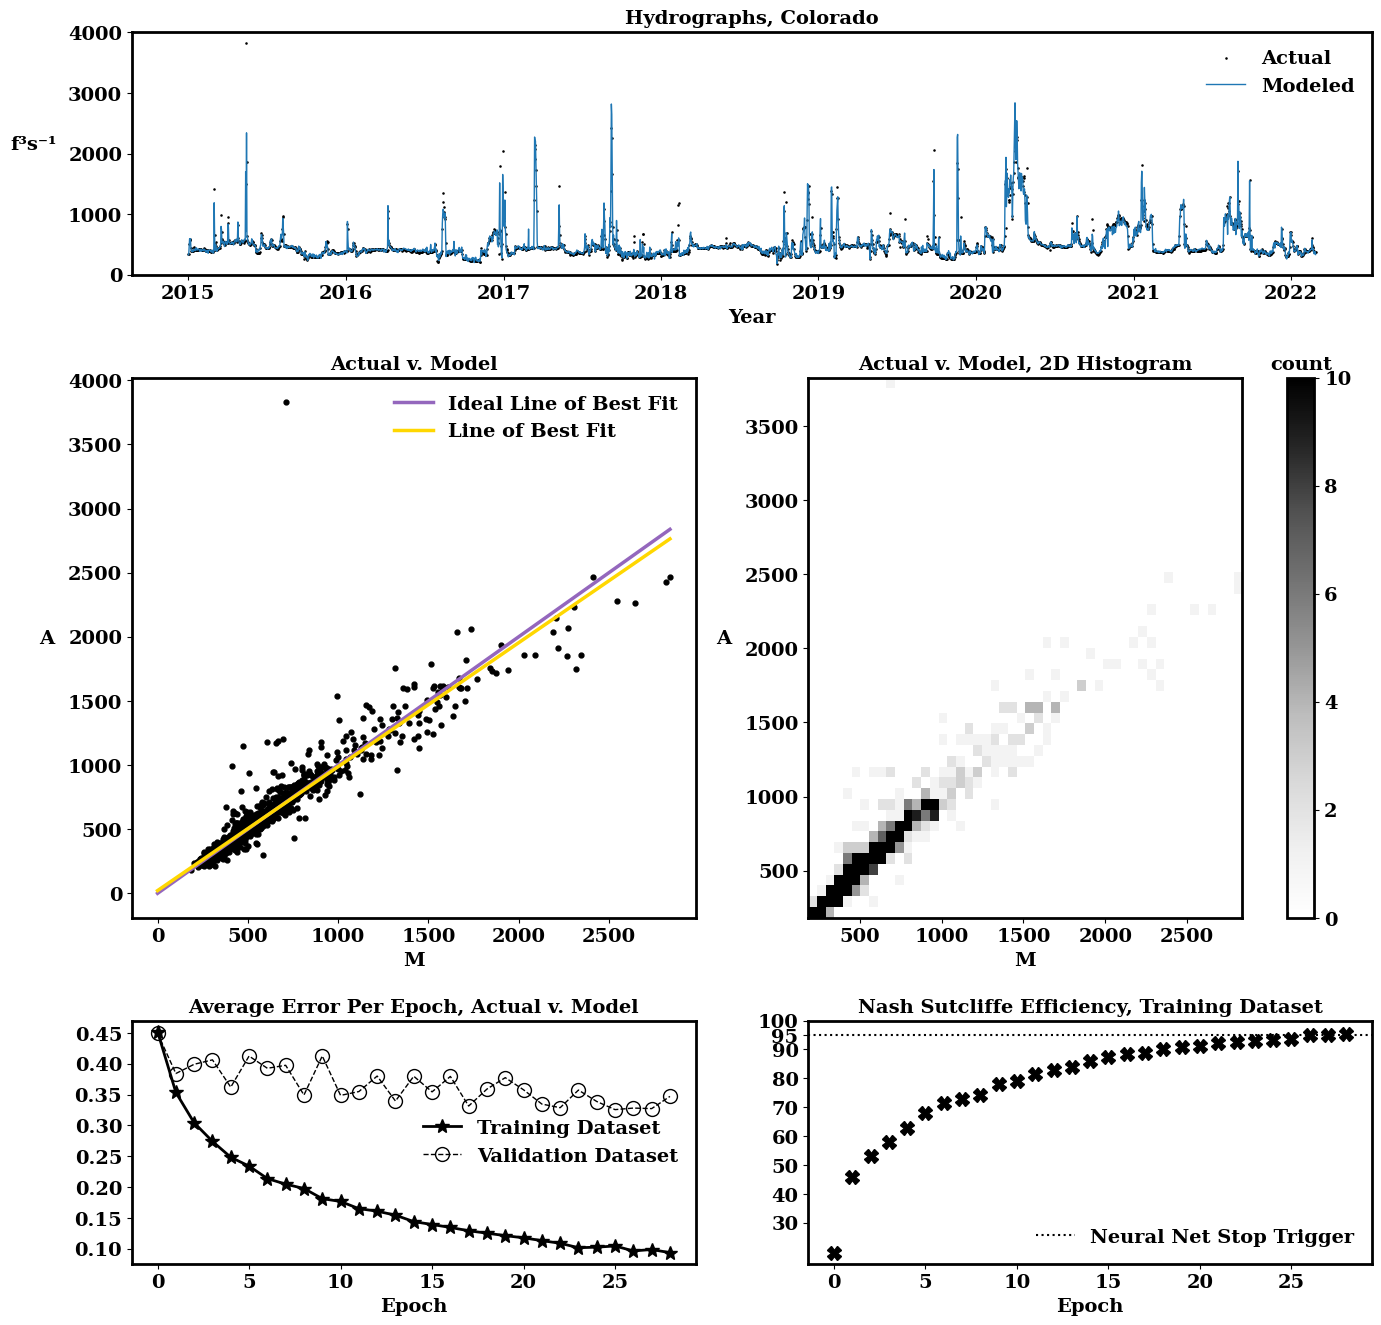 Hydrographs, Colorado
4000
3000
2000
1000
0
f³s⁻¹
Actual
Modeled
2015 2016 2017 2018 2019 2020 2021 2022
Year
Actual v. Model
4000
3500
3000
2500
2000
1500
1000
500
0
A
Ideal Line of Best Fit
Line of Best Fit
0 500 1000 1500 2000 2500
M
Actual v. Model, 2D Histogram
3500
3000
2500
2000
1500
1000
500
A
500 1000 1500 2000 2500
M
count
10
8
6
4
2
0
Average Error Per Epoch, Actual v. Model
0.45
0.40
0.35
0.30
0.25
0.20
0.15
0.10
Training Dataset
Validation Dataset
0 5 10 15 20 25
Epoch
Nash Sutcliffe Efficiency, Training Dataset
100
95
90
80
70
60
50
40
30
Neural Net Stop Trigger
0 5 10 15 20 25
Epoch